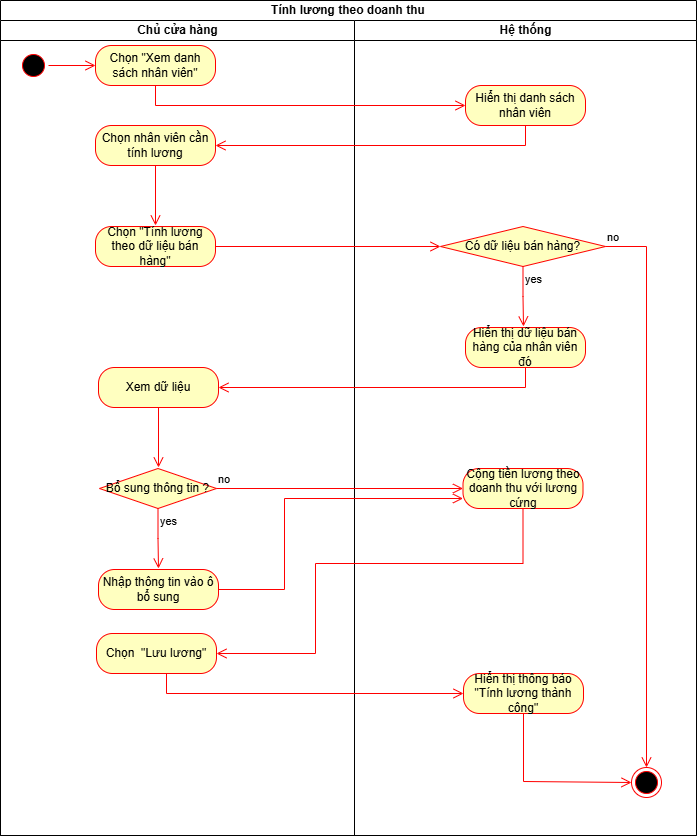 Tính lương theo doanh thu
Chủ cửa hàng
Hệ thống
Chọn "Xem danh
sách nhân viên"
Hiển thị danh sách
nhân viên
Chọn nhân viên cần
tính lương
Chọn "Tính lương
theo dữ liệu bán
hàng"
Có dữ liệu bán hàng?
no
yes
Hiển thị dữ liệu bán
hàng của nhân viên
đó
Xem dữ liệu
Bổ sung thông tin ?
no
Cộng tiền lương theo
doanh thu với lương
cứng
yes
Nhập thông tin vào ô
bổ sung
Chọn "Lưu lương"
Hiển thị thông báo
"Tính lương thành
công"